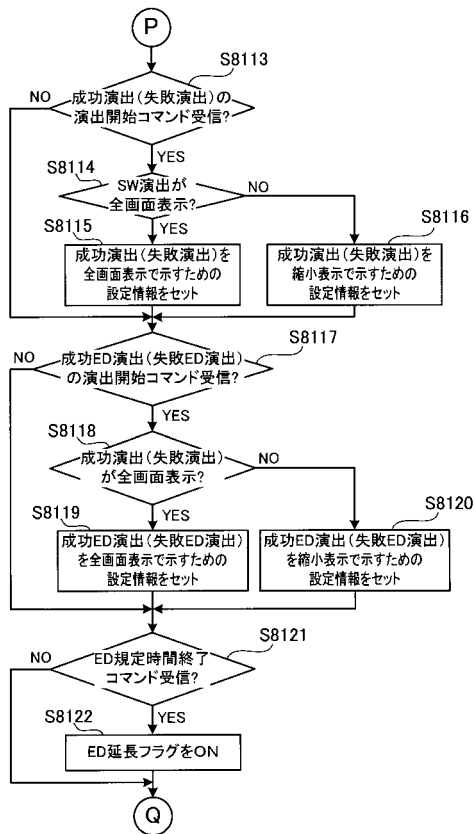 P
S8113
NO
成功演出(失敗演出)の
演出開始コマンド受信?
YES
S8114
SW演出が
全画面表示?
NO
YES
S8115
成功演出(失敗演出)を
全画面表示で示すための
設定情報をセット
S8116
成功演出(失敗演出)を
縮小表示で示すための
設定情報をセット
S8117
NO
成功ED演出(失敗ED演出)
の演出開始コマンド受信?
YES
S8118
成功演出(失敗演出)
が全画面表示?
NO
YES
S8119
成功ED演出(失敗ED演出)
を全画面表示で示すための
設定情報をセット
S8120
成功ED演出(失敗ED演出)
を縮小表示で示すための
設定情報をセット
S8121
NO
ED規定時間終了
コマンド受信?
YES
S8122
ED延長フラグをON
Q